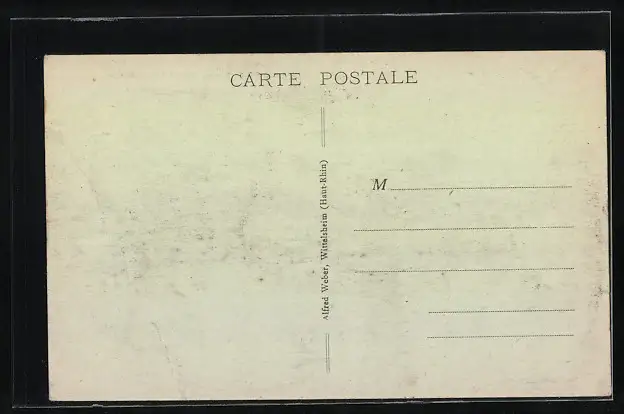 CARTE POSTALE
Alfred Weber, Wittelsheim (Haut-Rhin)
M